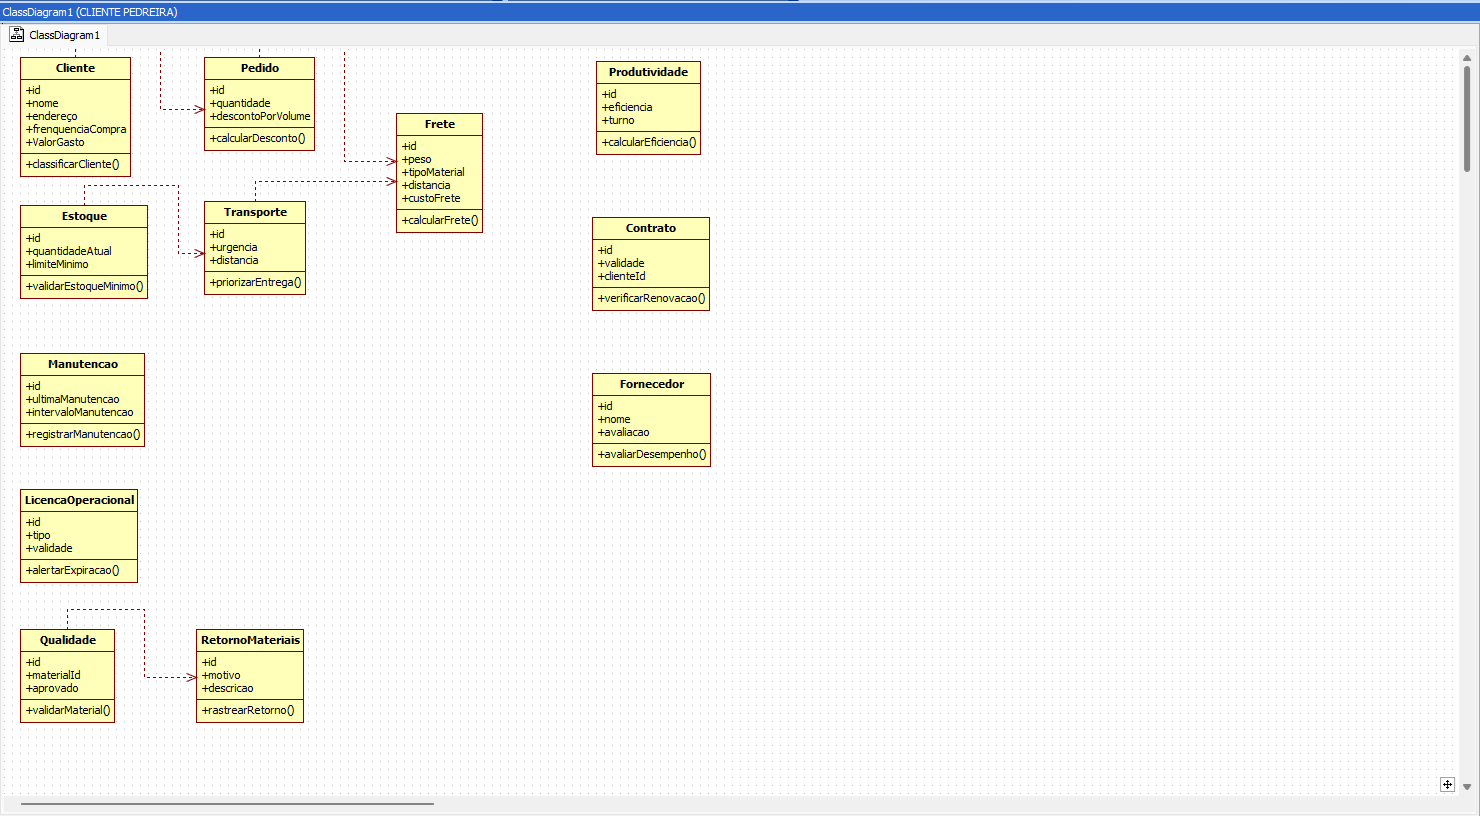 ClassDiagram1 (CLIENTE PEDREIRA)
ClassDiagram1
Cliente
+id
+nome
+endereço
+frenquenciaCompra
+ValorGasto
+classificarCliente()
Pedido
+id
+quantidade
+descontoPorVolume
+calcularDesconto()
Frete
+id
+peso
+tipoMaterial
+distancia
+custoFrete
+calcularFrete()
Produtividade
+id
+eficiencia
+turno
+calcularEficiencia()
Estoque
+id
+quantidadeAtual
+limiteMinimo
+validarEstoqueMinimo()
Transporte
+id
+urgencia
+distancia
+priorizarEntrega()
Contrato
+id
+validade
+clienteId
+verificarRenovacao()
Manutencao
+id
+ultimaManutencao
+intervaloManutencao
+registrarManutencao()
Fornecedor
+id
+nome
+avaliacao
+avaliarDesempenho()
LicencaOperacional
+id
+tipo
+validade
+alertarExpiracao()
Qualidade
+id
+materialId
+aprovado
+validarMaterial()
RetornoMateriais
+id
+motivo
+descricao
+rastrearRetorno()